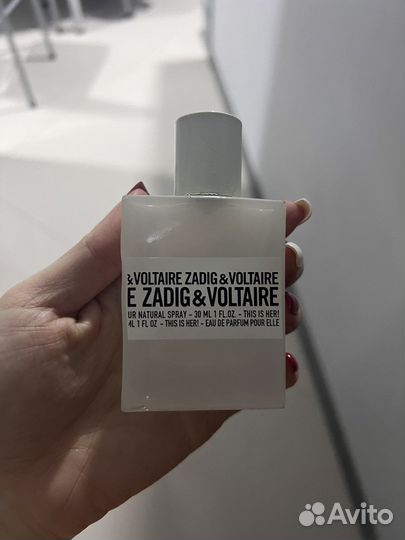 &VOLTAIRE ZADIG&VOLTAIRE
E ZADIG&VOLTAIRE
UR NATURAL SPRAY - 30 ML 1 FL.OZ. - THIS IS HER!
ML 1 FL OZ - THIS IS HER! - EAU DE PARFUM POUR ELLE
Avito